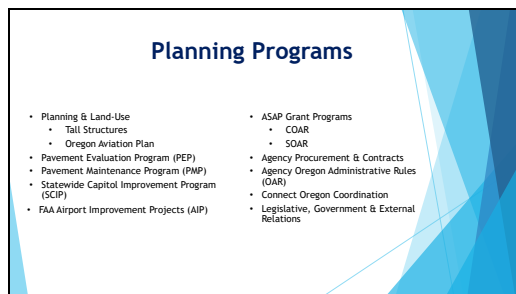 Planning Programs
• Planning & Land-Use
• Tall Structures
• Oregon Aviation Plan
• Pavement Evaluation Program (PEP)
• Pavement Maintenance Program (PMP)
• Statewide Capitol Improvement Program
(SCIP)
• FAA Airport Improvement Projects (AIP)
• ASAP Grant Programs
• COAR
• SOAR
• Agency Procurement & Contracts
• Agency Oregon Administrative Rules
(OAR)
• Connect Oregon Coordination
• Legislative, Government & External
Relations